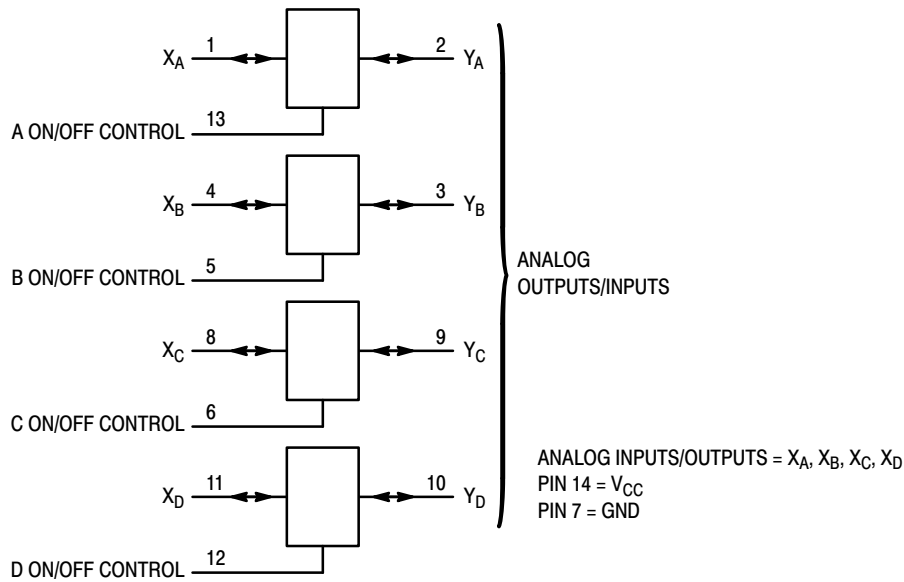 X_A 1 2 Y_A
A ON/OFF CONTROL 13
X_B 4 3 Y_B
B ON/OFF CONTROL 5
X_C 8 9 Y_C
C ON/OFF CONTROL 6
X_D 11 10 Y_D
D ON/OFF CONTROL 12
ANALOG
OUTPUTS/INPUTS
ANALOG INPUTS/OUTPUTS = X_A, X_B, X_C, X_D
PIN 14 = V_CC
PIN 7 = GND